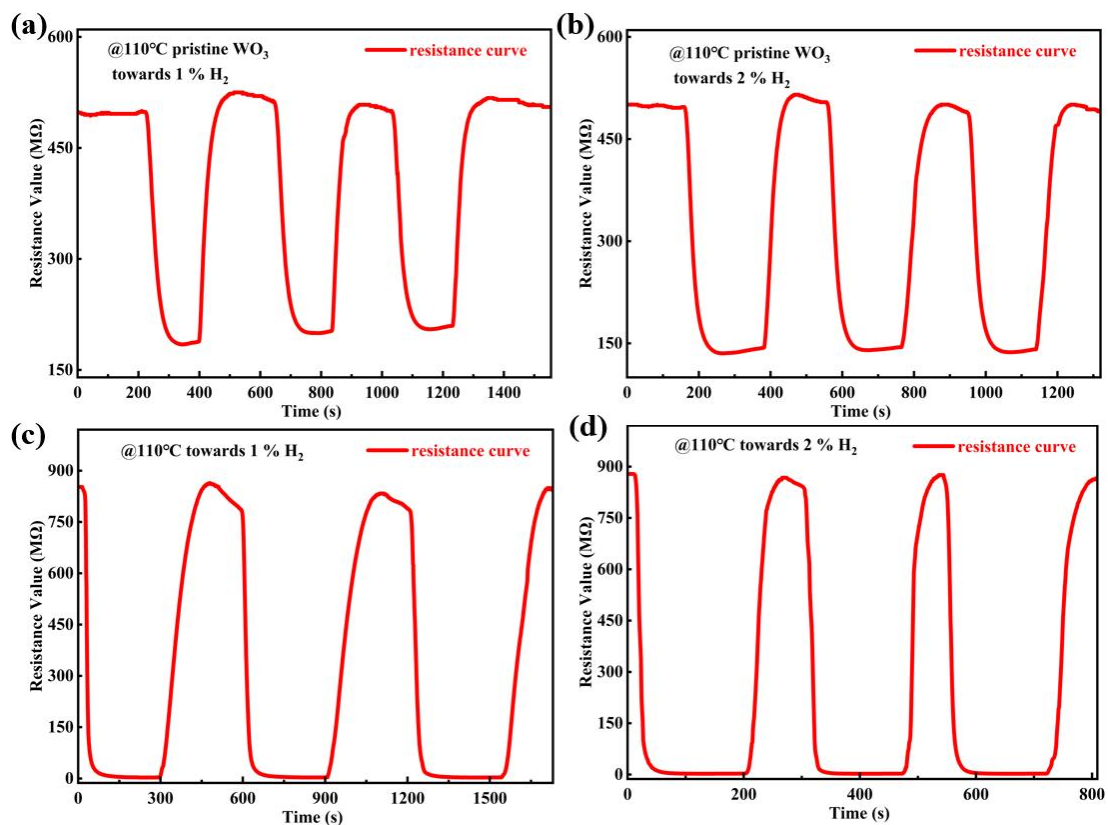 (a)
@110℃ pristine WO₃
towards 1 % H₂
resistance curve
600
450
300
150
Resistance Value (MΩ)
0 200 400 600 800 1000 1200 1400
Time (s)
(b)
@110℃ pristine WO₃
towards 2 % H₂
resistance curve
600
450
300
150
Resistance Value (MΩ)
0 200 400 600 800 1000 1200
Time (s)
(c)
@110℃ towards 1 % H₂
resistance curve
900
750
600
450
300
150
0
Resistance Value (MΩ)
0 300 600 900 1200 1500
Time (s)
(d)
@110℃ towards 2 % H₂
resistance curve
900
750
600
450
300
150
0
Resistance Value (MΩ)
0 200 400 600 800
Time (s)